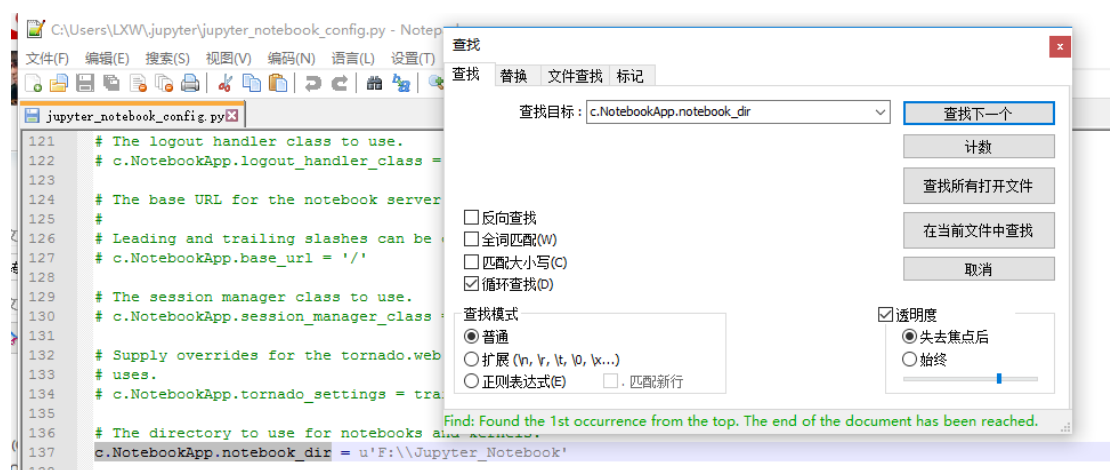 C:\Users\LXW\.jupyter\jupyter_notebook_config.py - Notep
文件(F) 编辑(E) 搜索(S) 视图(V) 编码(N) 语言(L) 设置(T)
jupyter_notebook_config.py
121 # The logout handler class to use.
122 # c.NotebookApp.logout_handler_class =
123
124 # The base URL for the notebook server
125 #
126 # Leading and trailing slashes can be
127 # c.NotebookApp.base_url = '/'
128
129 # The session manager class to use.
130 # c.NotebookApp.session_manager_class =
131
132 # Supply overrides for the tornado.web
133 # uses.
134 # c.NotebookApp.tornado_settings = tra
135
136 # The directory to use for notebooks and kernels.
137 c.NotebookApp.notebook_dir = u'F:\\Jupyter_Notebook'
查找
查找 替换 文件查找 标记
查找目标： c.NotebookApp.notebook_dir
查找下一个
计数
查找所有打开文件
在当前文件中查找
取消
反向查找
全词匹配(W)
匹配大小写(C)
循环查找(D)
查找模式
普通
扩展 (\n, \r, \t, \0, \x...)
正则表达式(E) . 匹配新行
透明度
失去焦点后
始终
Find: Found the 1st occurrence from the top. The end of the document has been reached.